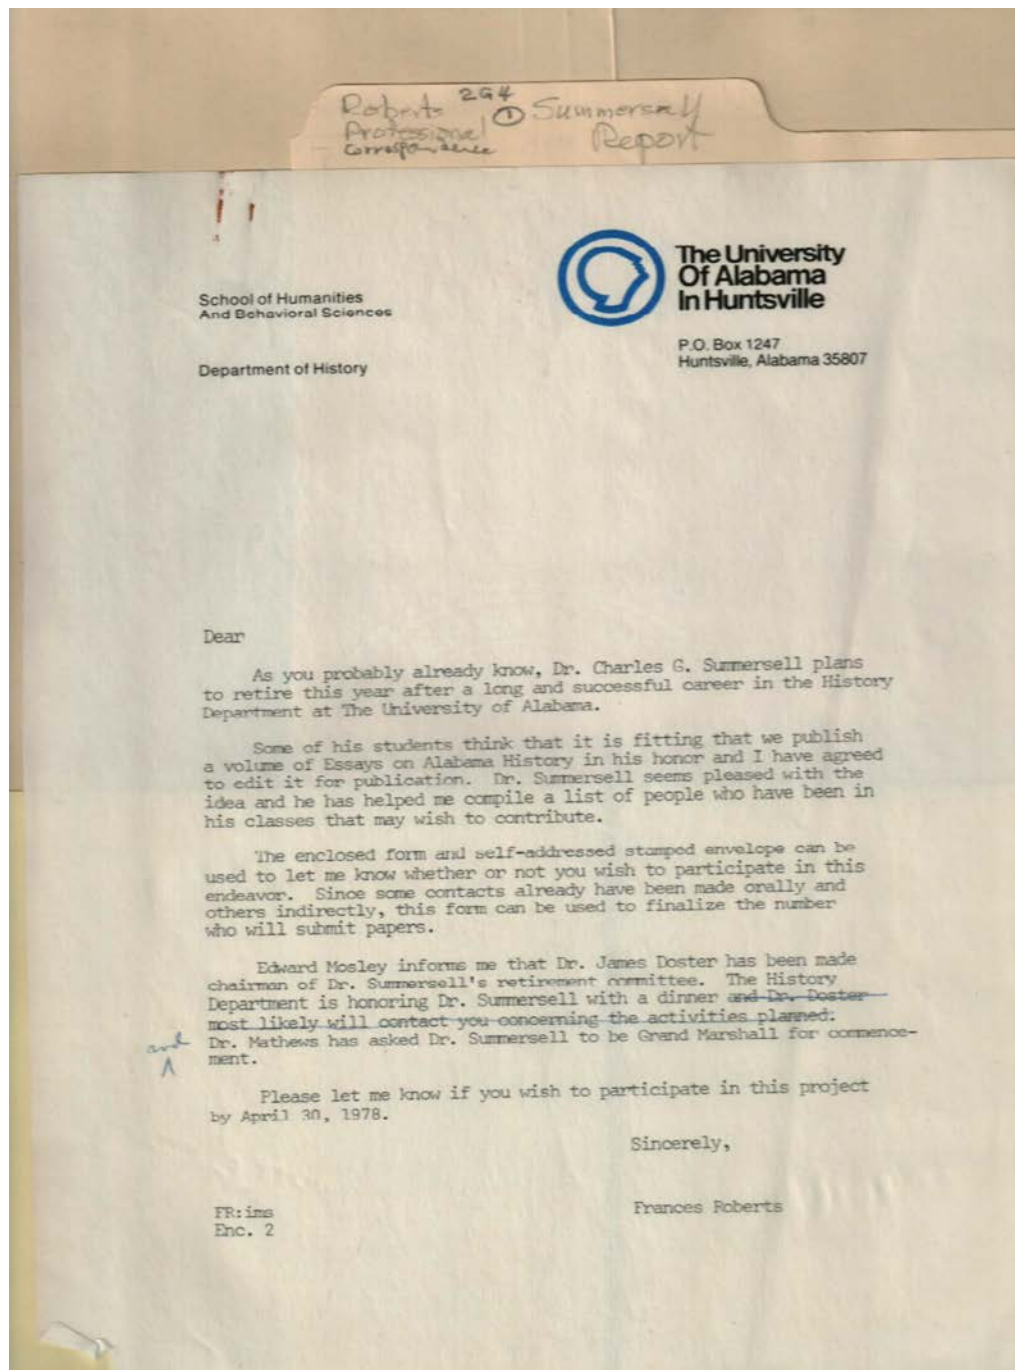 Roberts 2G4 ① Summersell
Professional Report
Correspondence
The University
Of Alabama
In Huntsville
School of Humanities
And Behavioral Sciences
P.O. Box 1247
Huntsville, Alabama 35807
Department of History
Dear
As you probably already know, Dr. Charles G. Summersell plans
to retire this year after a long and successful career in the History
Department at The University of Alabama.
Some of his students think that it is fitting that we publish
a volume of Essays on Alabama History in his honor and I have agreed
to edit it for publication. Dr. Summersell seems pleased with the
idea and he has helped me compile a list of people who have been in
his classes that may wish to contribute.
The enclosed form and self-addressed stamped envelope can be
used to let me know whether or not you wish to participate in this
endeavor. Since some contacts already have been made orally and
others indirectly, this form can be used to finalize the number
who will submit papers.
Edward Mosley informs me that Dr. James Doster has been made
chairman of Dr. Summersell's retirement committee. The History
Department is honoring Dr. Summersell with a dinner and Dr. Doster
most likely will contact you concerning the activities planned.
and Dr. Mathews has asked Dr. Summersell to be Grand Marshall for commence-
ment.
Please let me know if you wish to participate in this project
by April 30, 1978.
Sincerely,
Frances Roberts
FR:ims
Enc. 2